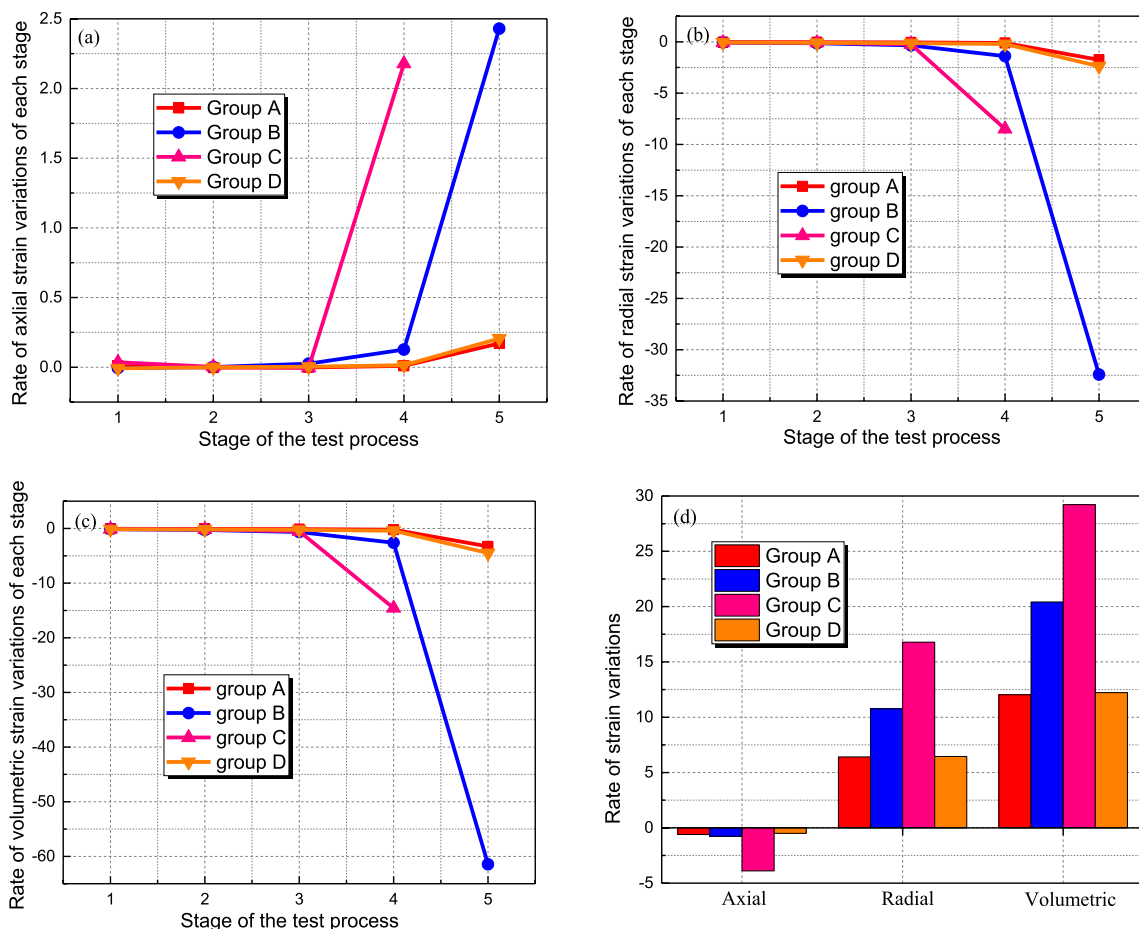 (a)
Rate of axial strain variations of each stage
2.5
2.0
1.5
1.0
0.5
0.0
Group A
Group B
Group C
Group D
1 2 3 4 5
Stage of the test process
(b)
Rate of radial strain variations of each stage
0
-5
-10
-15
-20
-25
-30
-35
group A
group B
group C
group D
1 2 3 4 5
Stage of the test process
(c)
Rate of volumetric strain variations of each stage
0
-10
-20
-30
-40
-50
-60
group A
group B
group C
group D
1 2 3 4 5
Stage of the test process
(d)
Rate of strain variations
30
25
20
15
10
5
0
-5
Group A
Group B
Group C
Group D
Axial Radial Volumetric